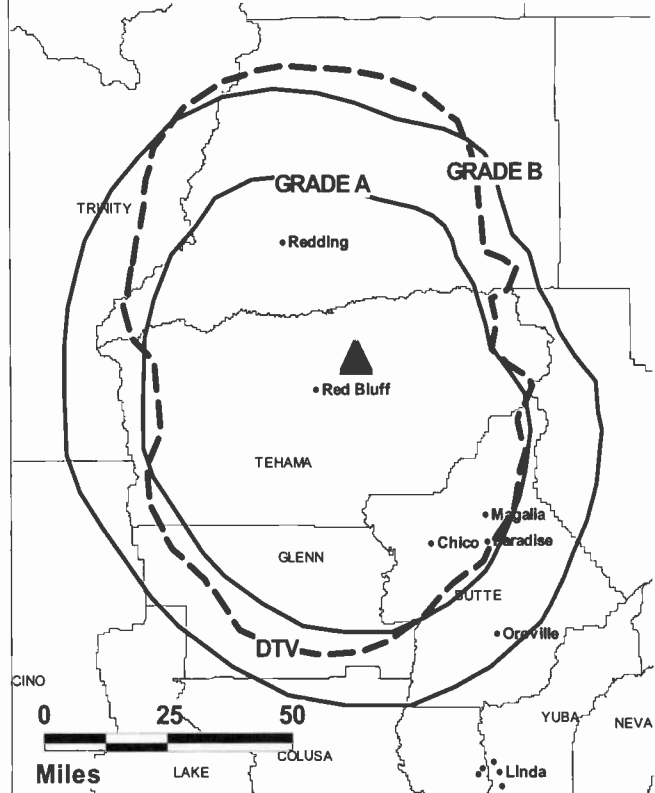 GRADE B
GRADE A
TRINITY
Redding
Red Bluff
TEHAMA
Magalia
Chico
Paradise
GLENN
BUTTE
Oroville
DTV
CINO
0 25 50
YUBA
NEVA
COLUSA
Miles
LAKE
Linda